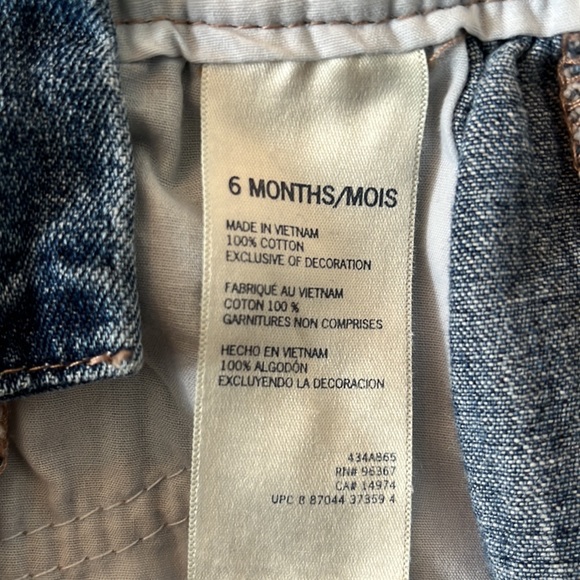 6 MONTHS/MOIS
MADE IN VIETNAM
100% COTTON
EXCLUSIVE OF DECORATION
FABRIQUÉ AU VIETNAM
COTON 100 %
GARNITURES NON COMPRISES
HECHO EN VIETNAM
100% ALGODÓN
EXCLUYENDO LA DECORACION
434A865
RN# 96367
CA# 14974
UPC 8 87044 37359 4